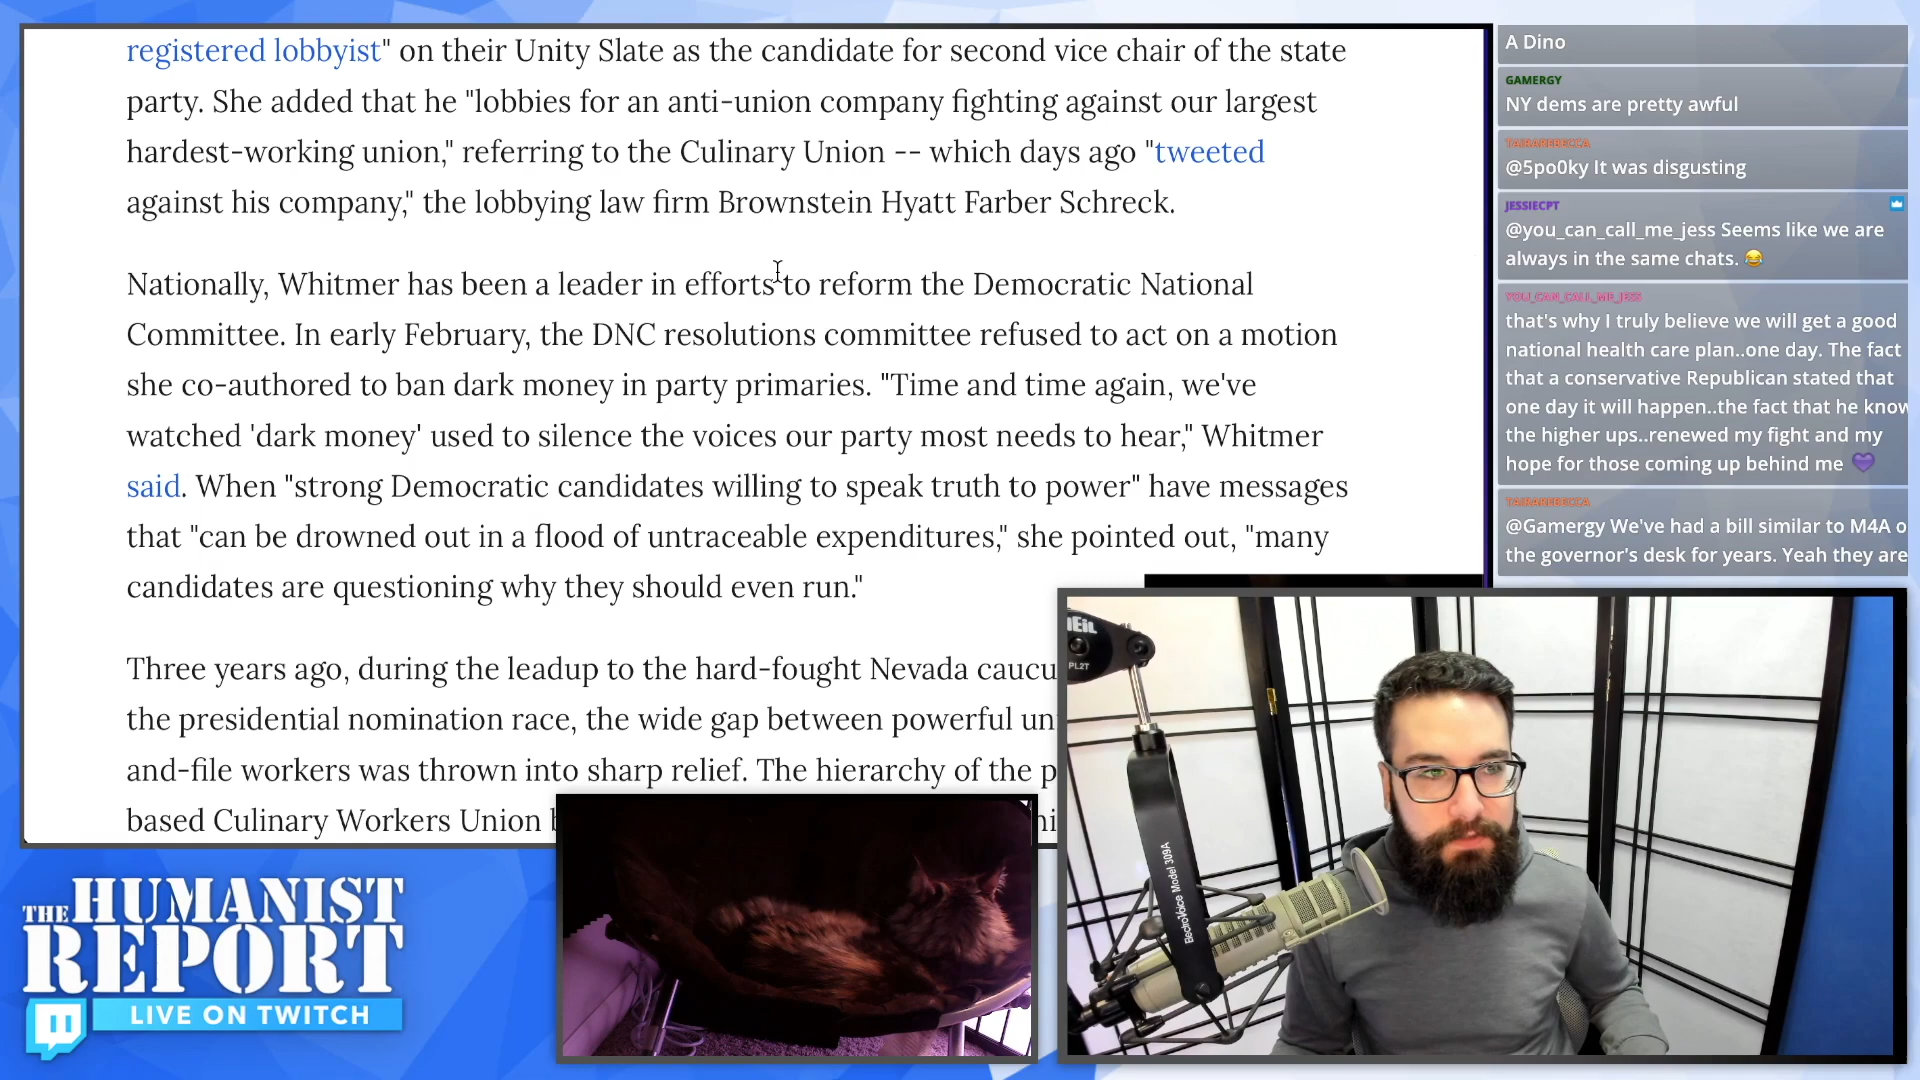 registered lobbyist" on their Unity Slate as the candidate for second vice chair of the state
party. She added that he "lobbies for an anti-union company fighting against our largest
hardest-working union," referring to the Culinary Union -- which days ago "tweeted
against his company," the lobbying law firm Brownstein Hyatt Farber Schreck.
Nationally, Whitmer has been a leader in efforts to reform the Democratic National
Committee. In early February, the DNC resolutions committee refused to act on a motion
she co-authored to ban dark money in party primaries. "Time and time again, we've
watched 'dark money' used to silence the voices our party most needs to hear," Whitmer
said. When "strong Democratic candidates willing to speak truth to power" have messages
that "can be drowned out in a flood of untraceable expenditures," she pointed out, "many
candidates are questioning why they should even run."
Three years ago, during the leadup to the hard-fought Nevada caucu
the presidential nomination race, the wide gap between powerful un
and-file workers was thrown into sharp relief. The hierarchy of the p
based Culinary Workers Union
A Dino
GAMERGY
NY dems are pretty awful
TAIRAREBECCA
@5po0ky It was disgusting
JESSIECPT
@you_can_call_me_jess Seems like we are
always in the same chats. 😂
YOU_CAN_CALL_ME_JESS
that's why I truly believe we will get a good
national health care plan..one day. The fact
that a conservative Republican stated that
one day it will happen..the fact that he know
the higher ups..renewed my fight and my
hope for those coming up behind me 💜
TAIRAREBECCA
@Gamergy We've had a bill similar to M4A o
the governor's desk for years. Yeah they are
HEIL
PL2T
ElectroVoice Model 309A
THE HUMANIST
REPORT
LIVE ON TWITCH